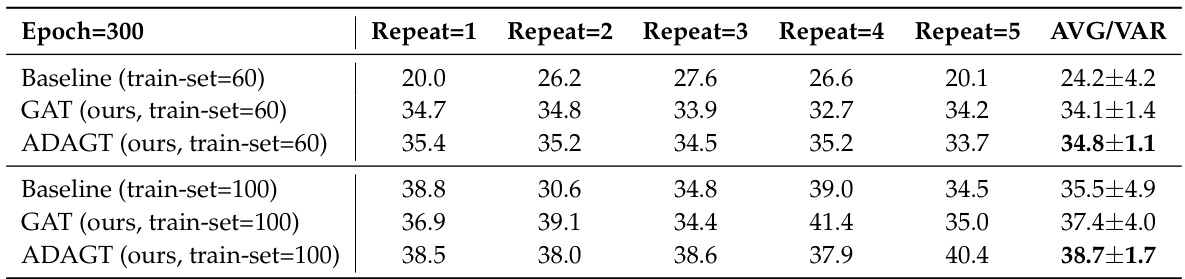 Epoch=300 Repeat=1 Repeat=2 Repeat=3 Repeat=4 Repeat=5 AVG/VAR
Baseline (train-set=60) 20.0 26.2 27.6 26.6 20.1 24.2±4.2
GAT (ours, train-set=60) 34.7 34.8 33.9 32.7 34.2 34.1±1.4
ADAGT (ours, train-set=60) 35.4 35.2 34.5 35.2 33.7 34.8±1.1
Baseline (train-set=100) 38.8 30.6 34.8 39.0 34.5 35.5±4.9
GAT (ours, train-set=100) 36.9 39.1 34.4 41.4 35.0 37.4±4.0
ADAGT (ours, train-set=100) 38.5 38.0 38.6 37.9 40.4 38.7±1.7